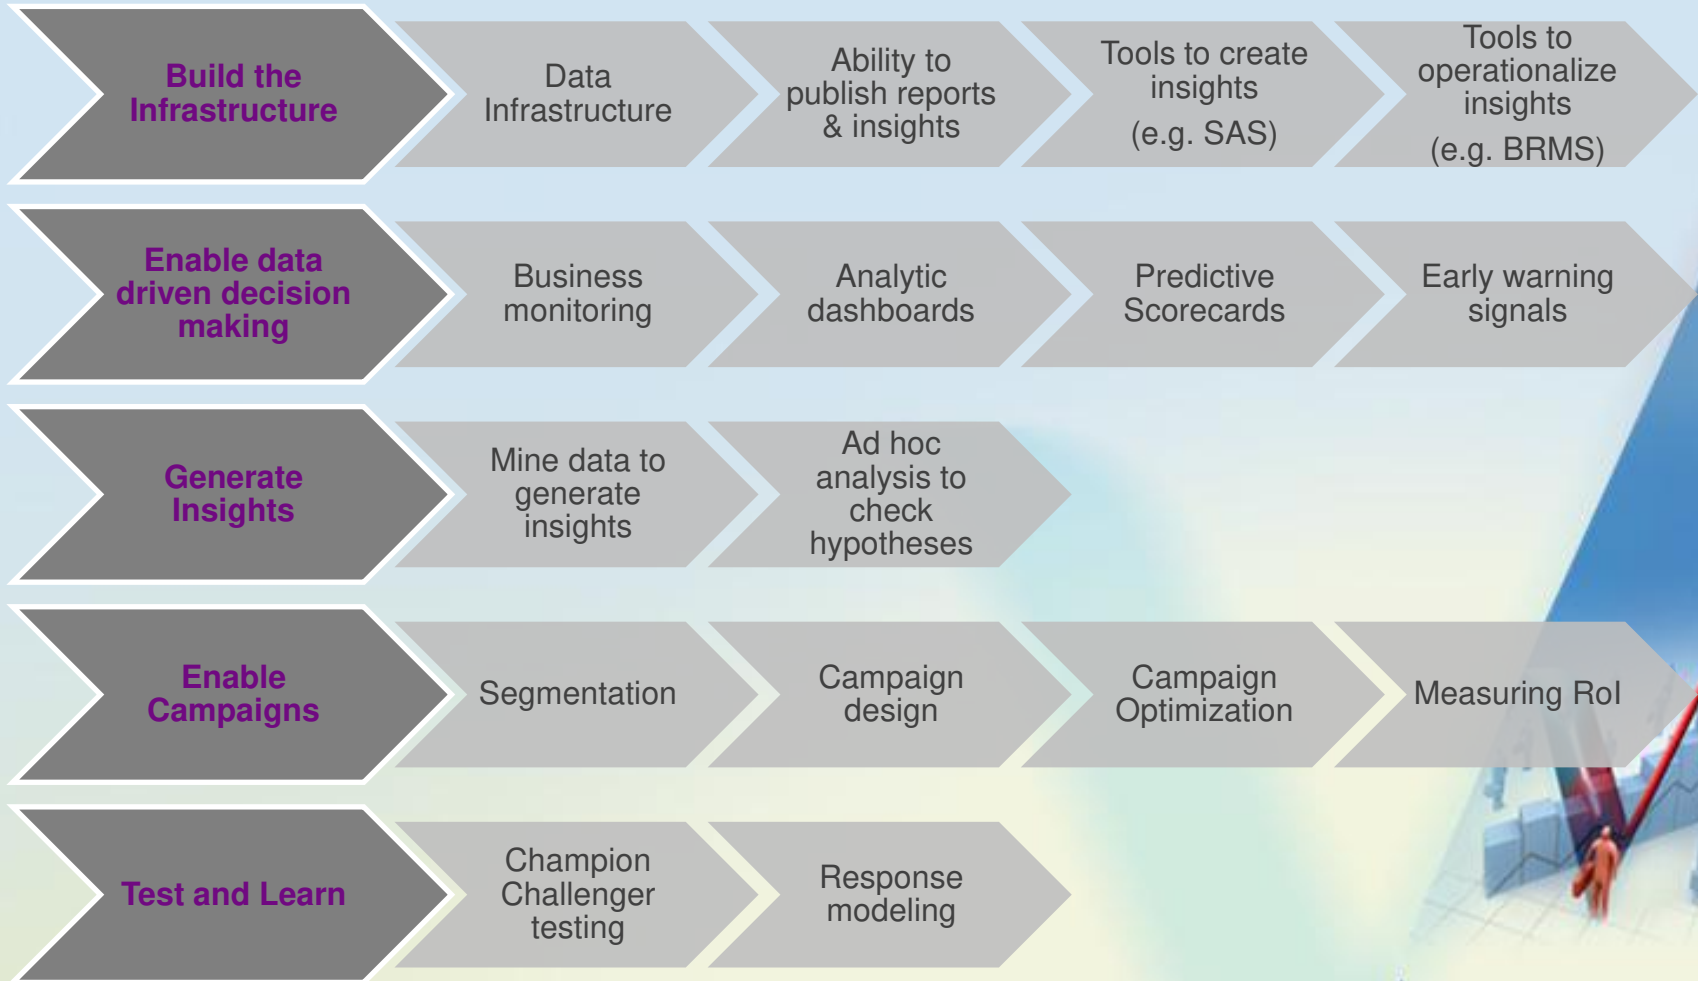 Build the
Infrastructure
Data
Infrastructure
Ability to
publish reports
& insights
Tools to create
insights
(e.g. SAS)
Tools to
operationalize
insights
(e.g. BRMS)
Enable data
driven decision
making
Business
monitoring
Analytic
dashboards
Predictive
Scorecards
Early warning
signals
Generate
Insights
Mine data to
generate
insights
Ad hoc
analysis to
check
hypotheses
Enable
Campaigns
Segmentation
Campaign
design
Campaign
Optimization
Measuring RoI
Test and Learn
Champion
Challenger
testing
Response
modeling